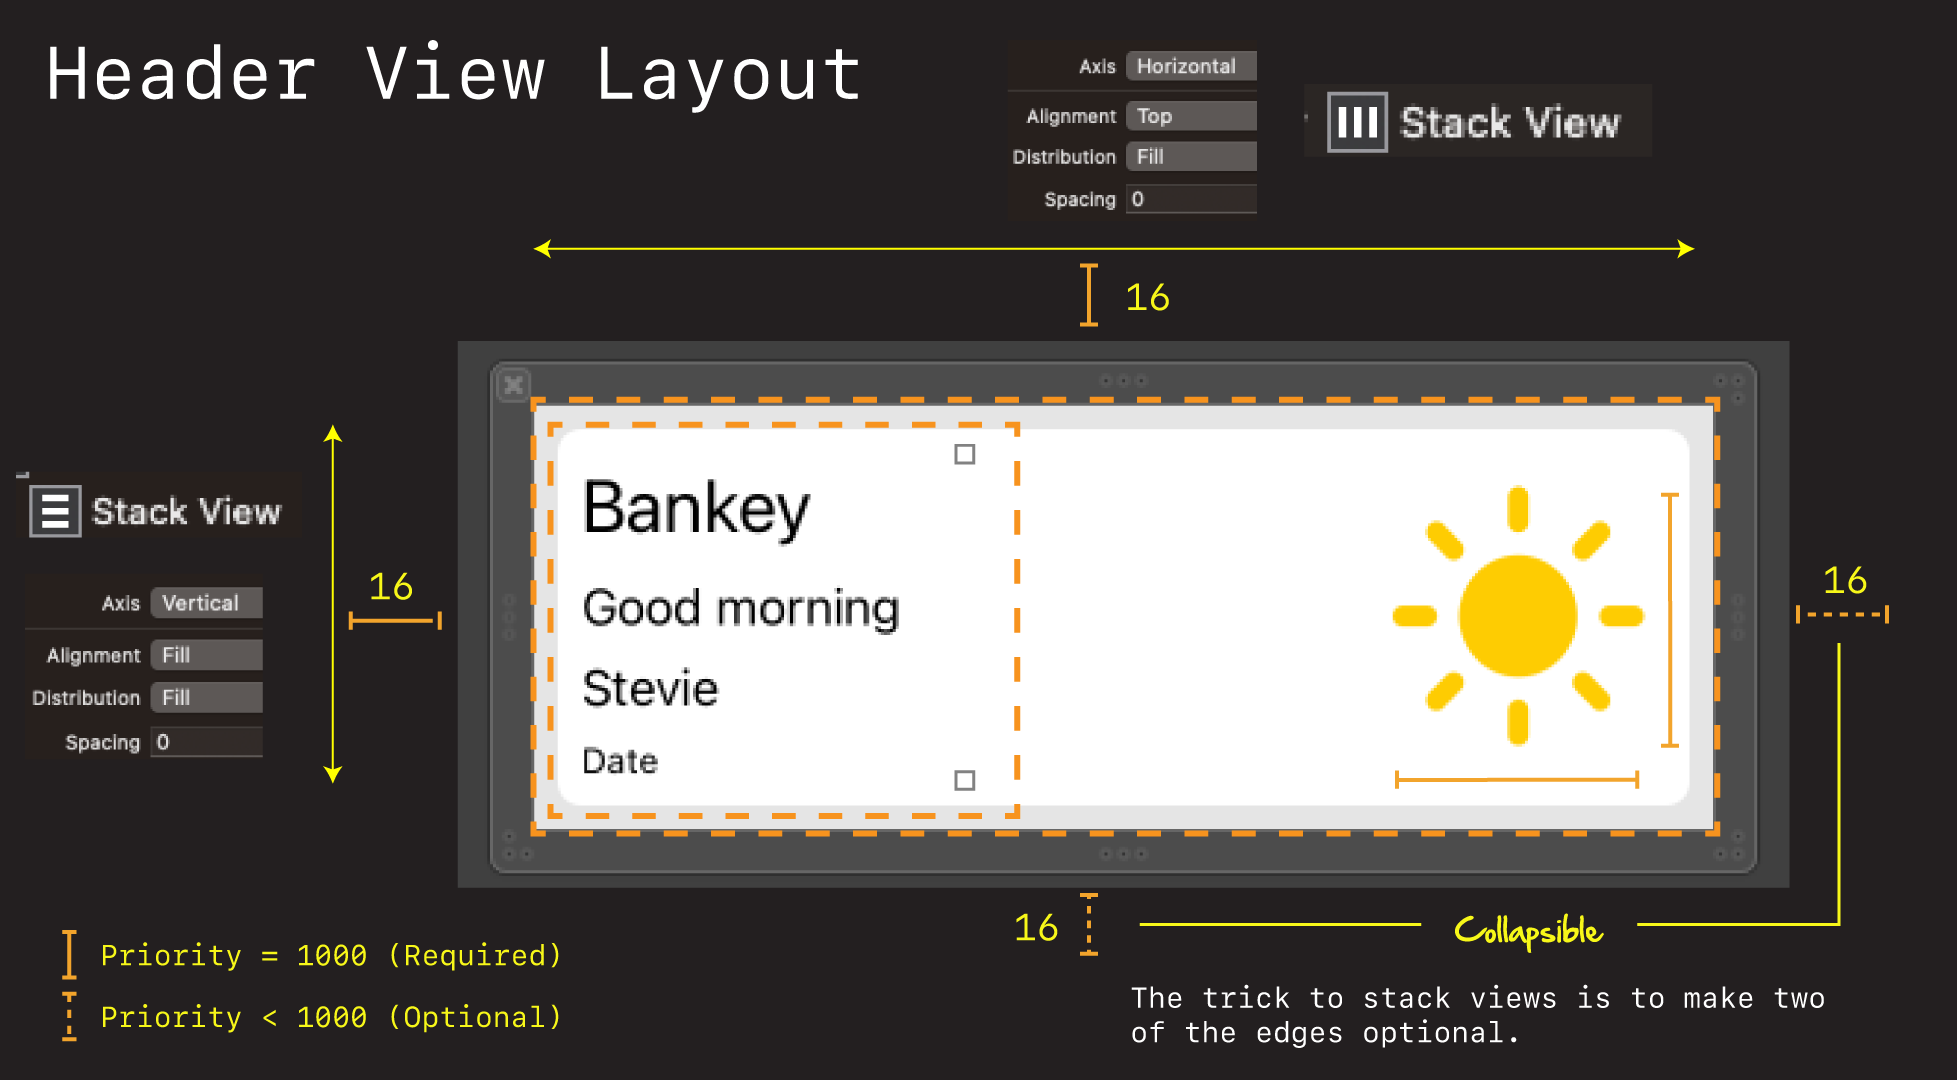 Header View Layout
Axis Horizontal
Alignment Top
Distribution Fill
Spacing 0
Stack View
16
Stack View
Axis Vertical
Alignment Fill
Distribution Fill
Spacing 0
16
Bankey
Good morning
Stevie
Date
16
16
Collapsible
Priority = 1000 (Required)
Priority < 1000 (Optional)
The trick to stack views is to make two
of the edges optional.